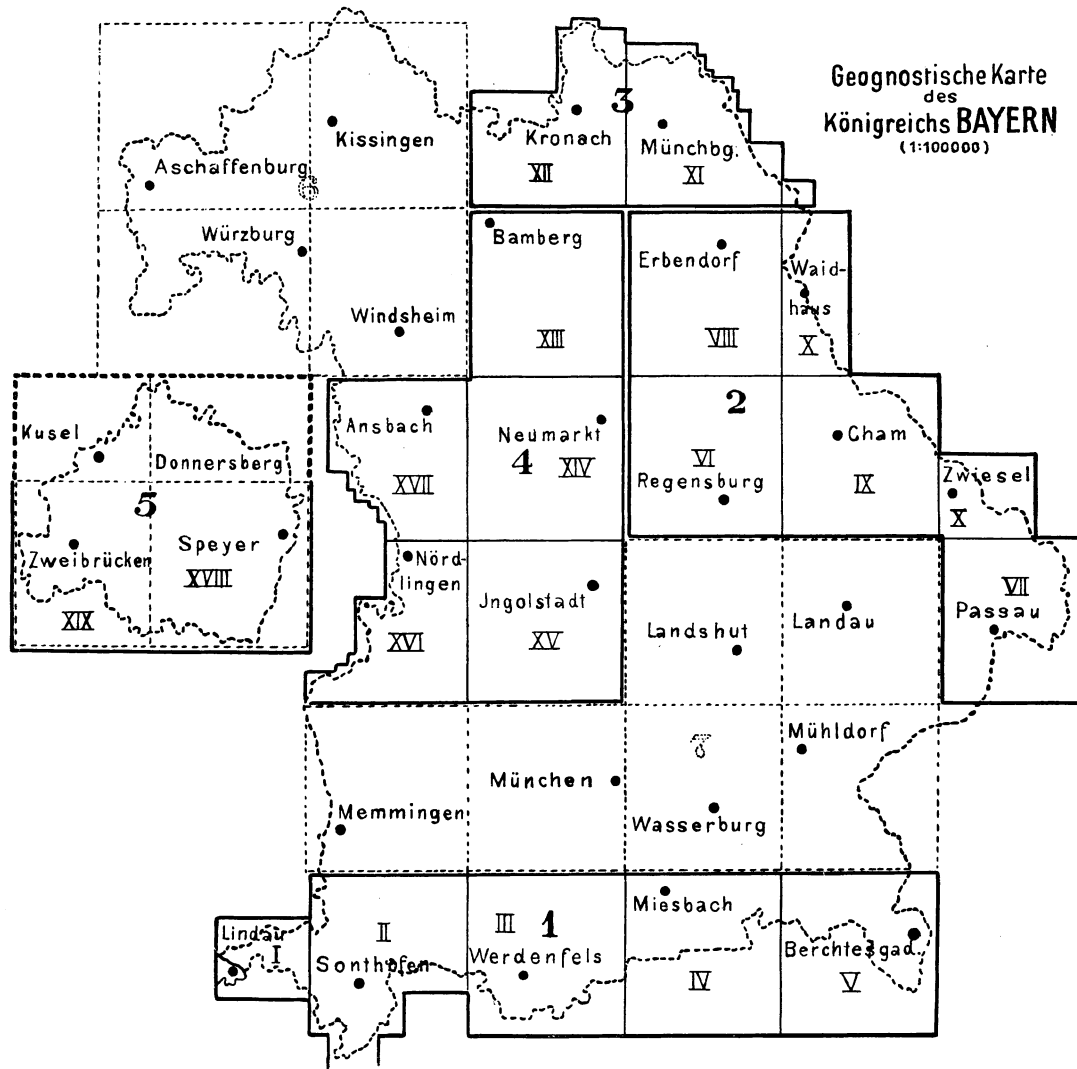 Geognostische Karte
des
Königreichs BAYERN
(1:100000)
3
Kissingen
Kronach
Münchbg.
XII
XI
Aschaffenburg
Würzburg
Bamberg
Erbendorf
Waid-
haus
Windsheim
XIII
VIII
X
Ansbach
Neumarkt
2
Cham
Kusel
Donnersberg
4
XIV
VI
XVII
Regensburg
IX
Zwiesel
X
5
Zweibrücken
Speyer
XVIII
XIX
Nörd-
lingen
Jngolstadt
XVI
XV
Landshut
Landau
VII
Passau
Mühldorf
München
Memmingen
Wasserburg
Miesbach
Lindau
I
II
III
1
Sonthofen
Werdenfels
Berchtesgad.
IV
V